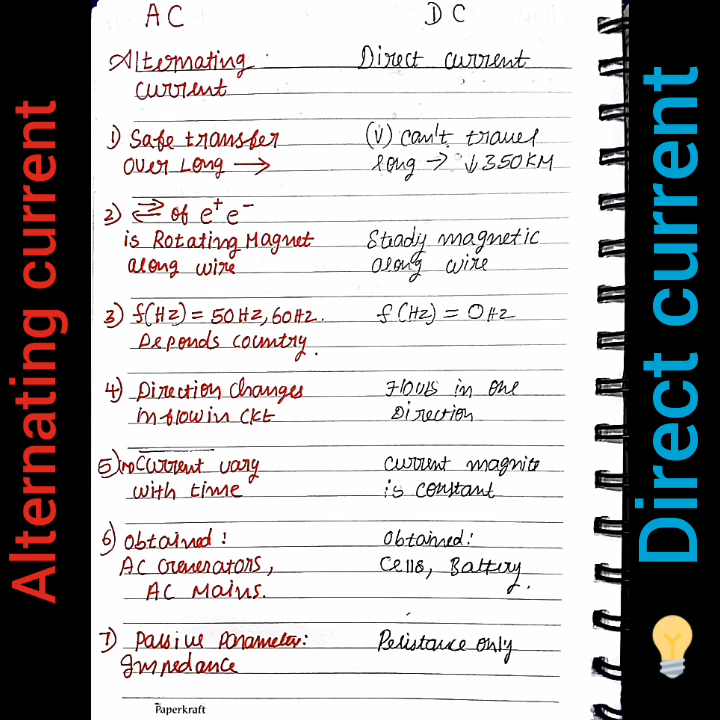 Alternating current
AC DC
Alternating Direct current
current
1) Safe transfer (V) can't travel
over Long → long → ↓350KM
2) ⇄ of e+ e-
is Rotating Magnet Steady magnetic
along wire along wire
3) f(Hz) = 50Hz, 60Hz. f(Hz) = 0Hz
Depends country.
4) Direction Changes Flows in one
in flow in CKt Direction
5) Current vary current magnite
with time is constant
6) Obtained: Obtained:
AC Generators, Cells, Battery.
AC Mains.
7) Passive Parameter: Resistance only
Impedance
Paperkraft
Direct current